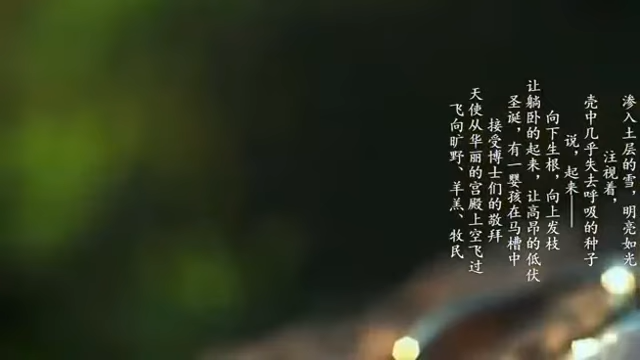 渗入土层的雪，明亮如光
注视着，
壳中几乎失去呼吸的种子
说，起来——
向下生根，向上发枝
让躺卧的起来，让高昂的低伏
圣诞，有一婴孩在马槽中
接受博士们的敬拜
天使从华丽的宫殿上空飞过
飞向旷野、羊羔、牧民